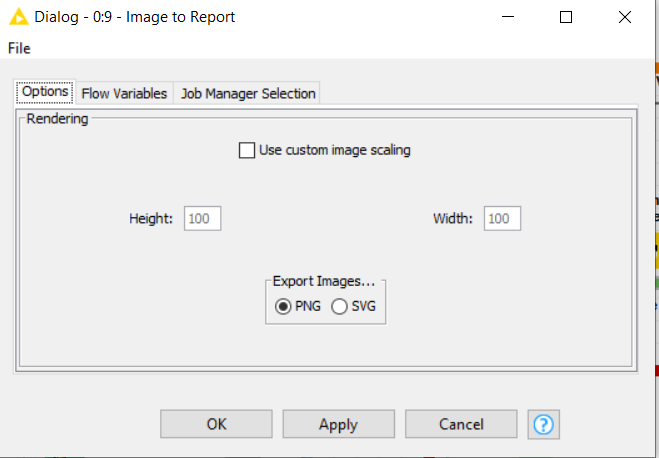 Dialog - 0:9 - Image to Report
File
Options Flow Variables Job Manager Selection
Rendering
Use custom image scaling
Height: 100 Width: 100
Export Images...
PNG SVG
OK Apply Cancel ?